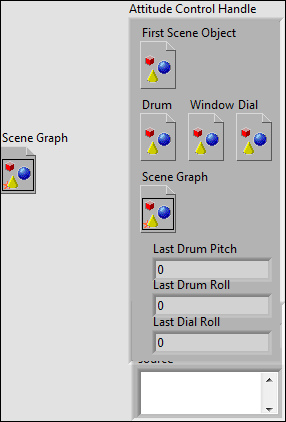 Attitude Control Handle
First Scene Object
Drum Window Dial
Scene Graph
Scene Graph
Last Drum Pitch
0
Last Drum Roll
0
Last Dial Roll
0
source